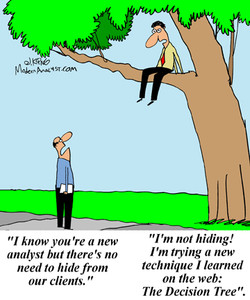 ModernAnalyst.com
"I know you're a new
analyst but there's no
need to hide from
our clients."
"I'm not hiding!
I'm trying a new
technique I learned
on the web:
The Decision Tree".